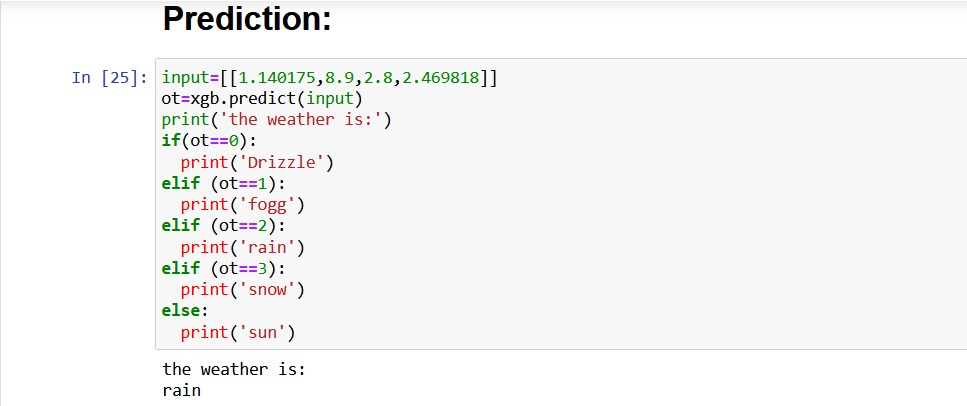 Prediction:
In [25]: input=[[1.140175,8.9,2.8,2.469818]]
ot=xgb.predict(input)
print('the weather is:')
if(ot==0):
  print('Drizzle')
elif (ot==1):
  print('fogg')
elif (ot==2):
  print('rain')
elif (ot==3):
  print('snow')
else:
  print('sun')
the weather is:
rain